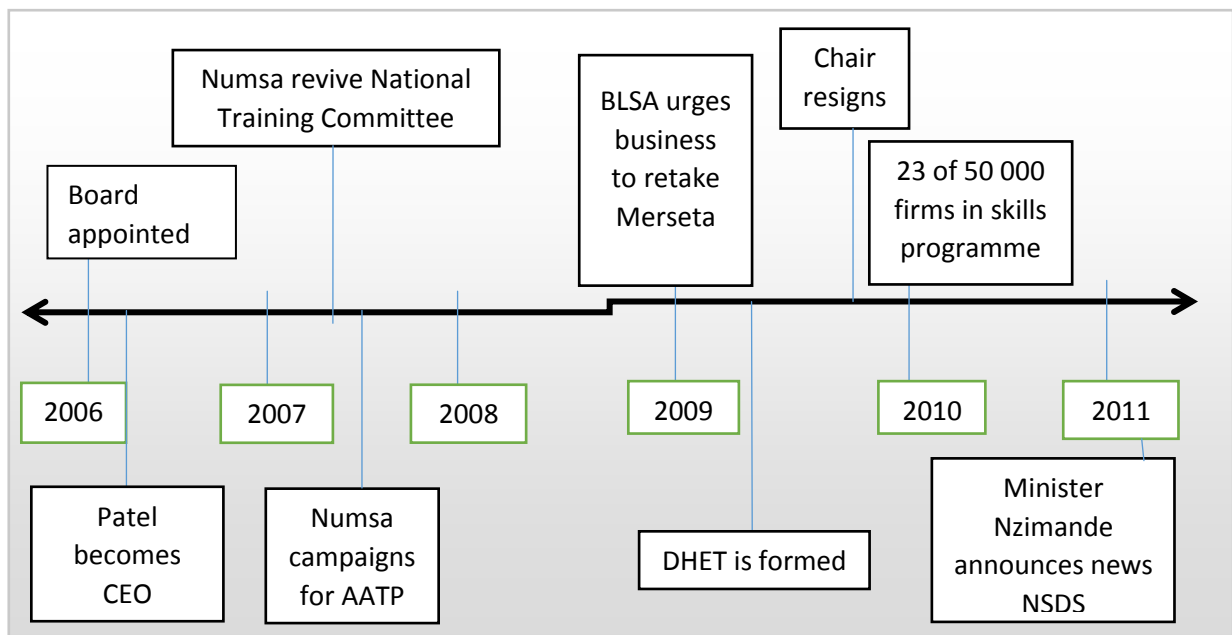 Numsa revive National
Training Committee
Chair
resigns
BLSA urges
business
to retake
Merseta
23 of 50 000
firms in skills
programme
Board
appointed
2006
2007
2008
2009
2010
2011
Patel
becomes
CEO
Numsa
campaigns
for AATP
DHET is formed
Minister
Nzimande
announces news
NSDS